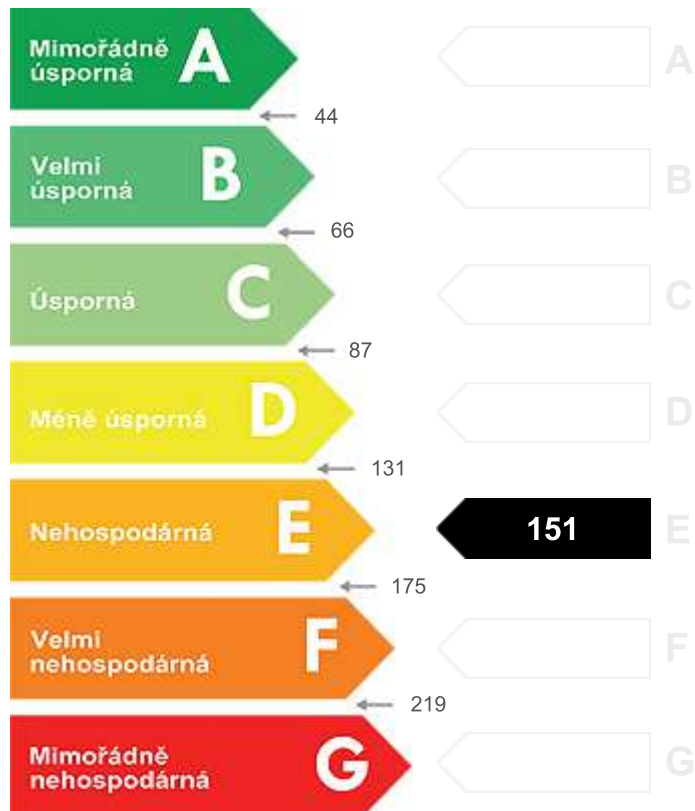 Mimořádně
úsporná
A
A
44
Velmi
úsporná
B
B
66
Úsporná
C
C
87
Méně úsporná
D
D
131
Nehospodárná
E
151
E
175
Velmi
nehospodárná
F
F
219
Mimořádně
nehospodárná
G
G